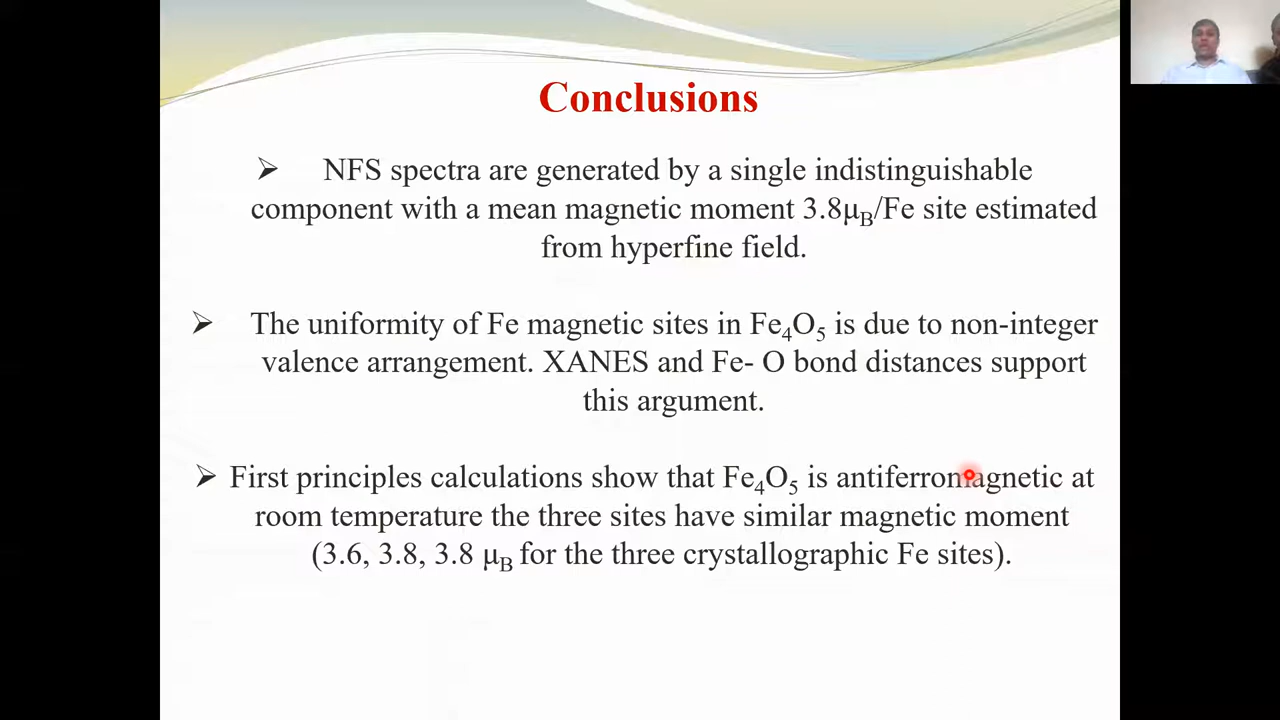 Conclusions
➢ NFS spectra are generated by a single indistinguishable
component with a mean magnetic moment 3.8μB/Fe site estimated
from hyperfine field.
➢ The uniformity of Fe magnetic sites in Fe4O5 is due to non-integer
valence arrangement. XANES and Fe- O bond distances support
this argument.
➢ First principles calculations show that Fe4O5 is antiferromagnetic at
room temperature the three sites have similar magnetic moment
(3.6, 3.8, 3.8 μB for the three crystallographic Fe sites).